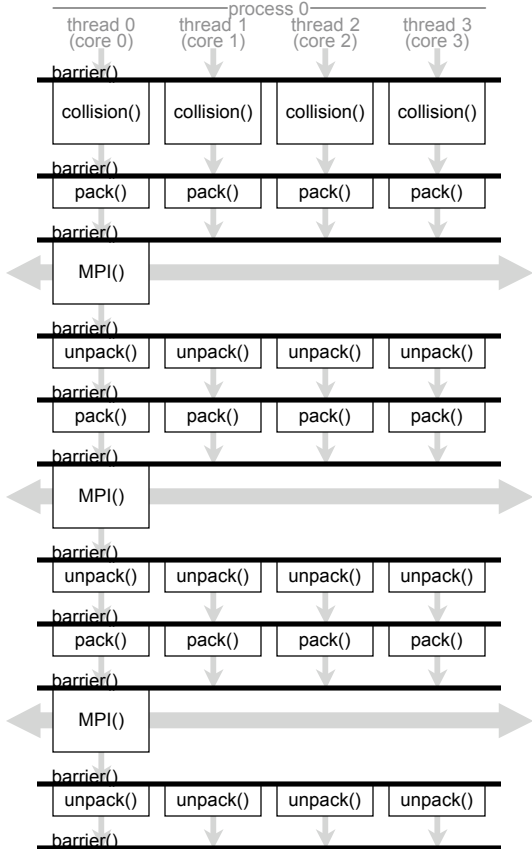 process 0
thread 0 thread 1 thread 2 thread 3
(core 0) (core 1) (core 2) (core 3)
barrier()
collision() collision() collision() collision()
barrier()
pack() pack() pack() pack()
barrier()
MPI()
barrier()
unpack() unpack() unpack() unpack()
barrier()
pack() pack() pack() pack()
barrier()
MPI()
barrier()
unpack() unpack() unpack() unpack()
barrier()
pack() pack() pack() pack()
barrier()
MPI()
barrier()
unpack() unpack() unpack() unpack()
barrier()